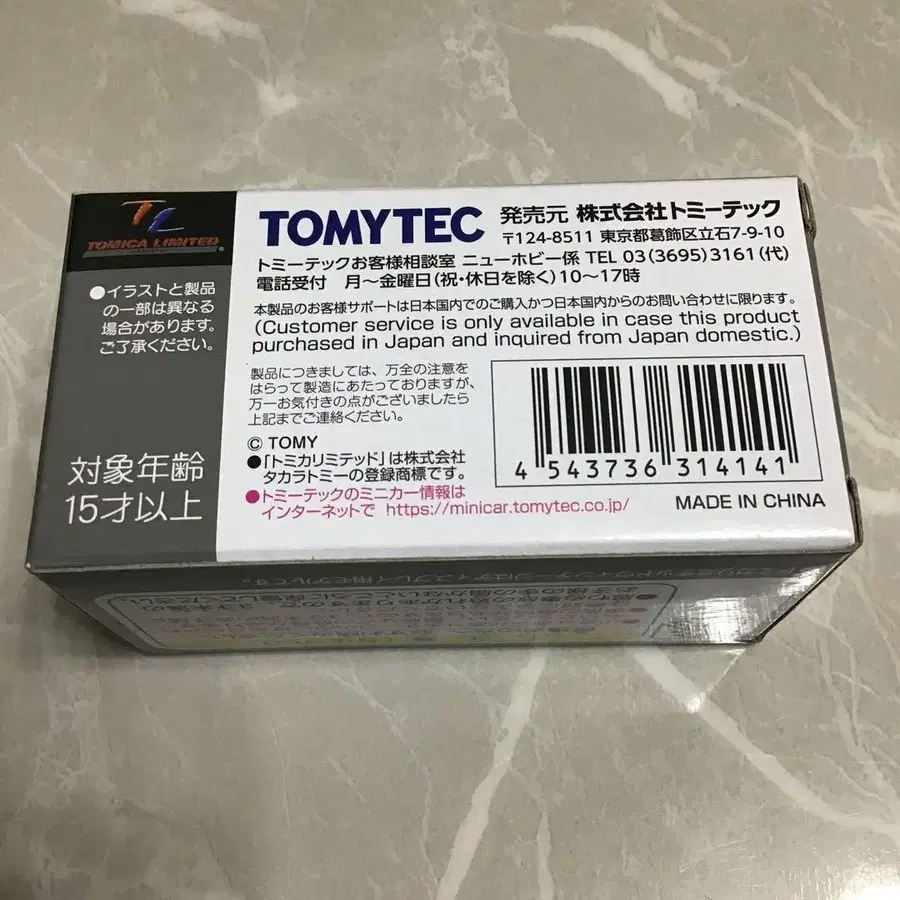 TL
TOMICA LIMITED
●イラストと製品
の一部は異なる
場合があります。
ご了承ください。
対象年齢
15才以上
TOMYTEC 発売元 株式会社トミーテック
〒124-8511 東京都葛飾区立石7-9-10
トミーテックお客様相談室 ニューホビー係 TEL 03(3695)3161(代)
電話受付 月〜金曜日(祝・休日を除く)10〜17時
本製品のお客様サポートは日本国内でのご購入かつ日本国内からのお問い合わせに限ります。
(Customer service is only available in case this product
purchased in Japan and inquired from Japan domestic.)
製品につきましては、万全の注意を
はらって製造にあたっておりますが、
万一お気付きの点がございましたら
上記までご連絡ください。
© TOMY
●「トミカリミテッド」は株式会社
タカラトミーの登録商標です。
●トミーテックのミニカー情報は
インターネットで https://minicar.tomytec.co.jp/
4 543736 314141
MADE IN CHINA